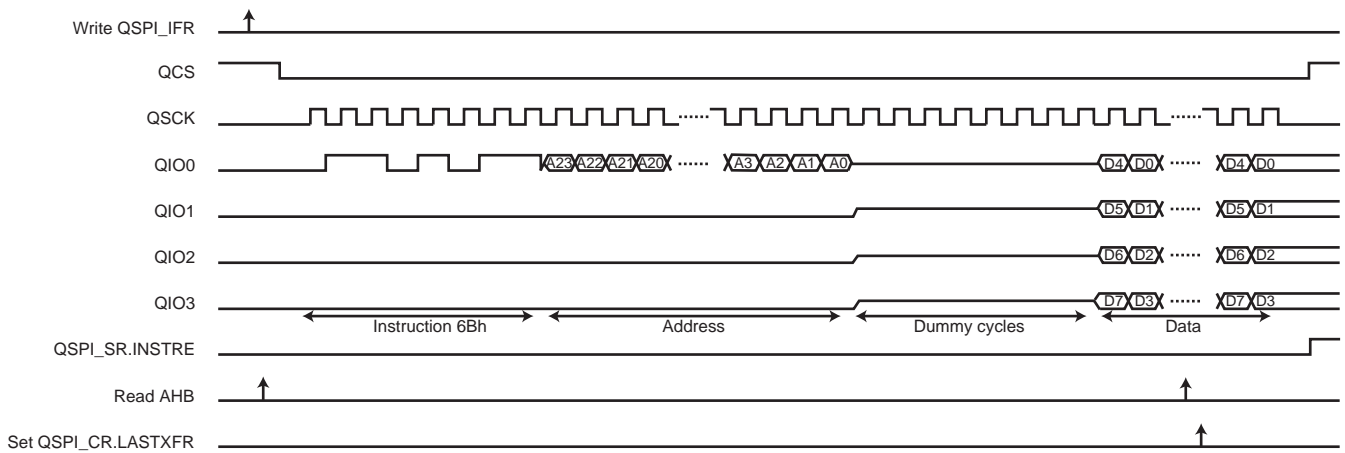 Write QSPI_IFR
QCS
QSCK
QIO0 A23 A22 A21 A20 A3 A2 A1 A0 D4 D0 D4 D0
QIO1 D5 D1 D5 D1
QIO2 D6 D2 D6 D2
QIO3 D7 D3 D7 D3
Instruction 6Bh Address Dummy cycles Data
QSPI_SR.INSTRE
Read AHB
Set QSPI_CR.LASTXFR